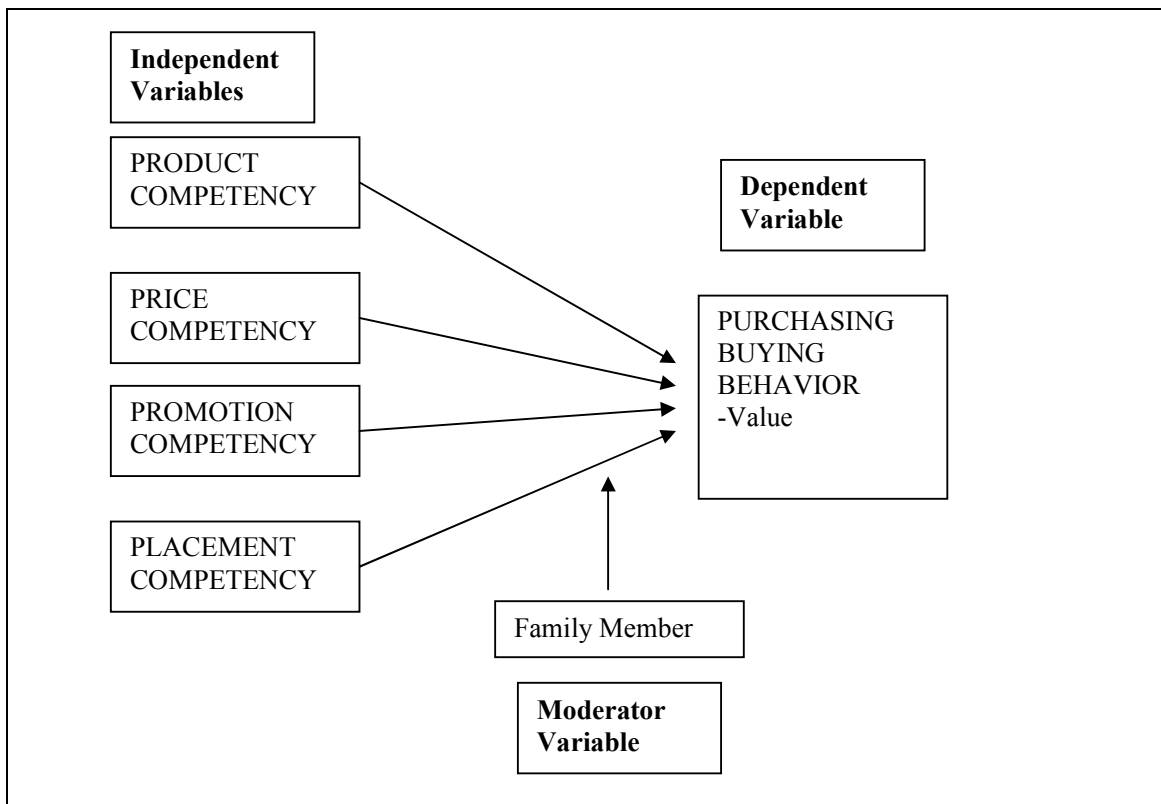 Independent
Variables
PRODUCT
COMPETENCY
PRICE
COMPETENCY
PROMOTION
COMPETENCY
PLACEMENT
COMPETENCY
Dependent
Variable
PURCHASING
BUYING
BEHAVIOR
-Value
Family Member
Moderator
Variable